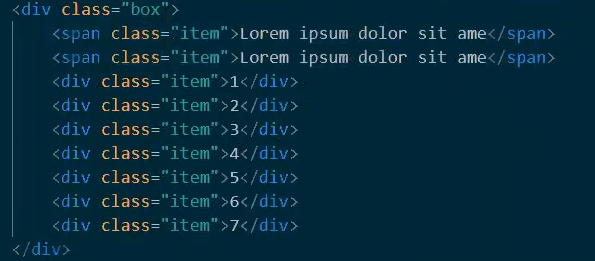 <div class="box">
<span class="item">Lorem ipsum dolor sit ame</span>
<span class="item">Lorem ipsum dolor sit ame</span>
<div class="item">1</div>
<div class="item">2</div>
<div class="item">3</div>
<div class="item">4</div>
<div class="item">5</div>
<div class="item">6</div>
<div class="item">7</div>
</div>